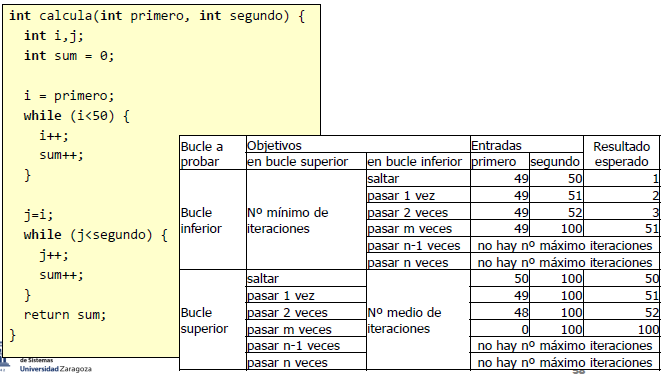 int calcula(int primero, int segundo) {
int i,j;
int sum = 0;
i = primero;
while (i<50) {
i++;
sum++;
}
j=i;
while (j<segundo) {
j++;
sum++;
}
return sum;
}
Bucle a probar Objetivos Entradas Resultado esperado
en bucle superior en bucle inferior primero segundo
Bucle inferior Nº mínimo de iteraciones saltar 49 50 1
pasar 1 vez 49 51 2
pasar 2 veces 49 52 3
pasar m veces 49 100 51
pasar n-1 veces no hay nº máximo iteraciones
pasar n veces no hay nº máximo iteraciones
Bucle superior saltar Nº medio de iteraciones 50 100 50
pasar 1 vez 49 100 51
pasar 2 veces 48 100 52
pasar m veces 0 100 100
pasar n-1 veces no hay nº máximo iteraciones
pasar n veces no hay nº máximo iteraciones
de Sistemas
Universidad Zaragoza